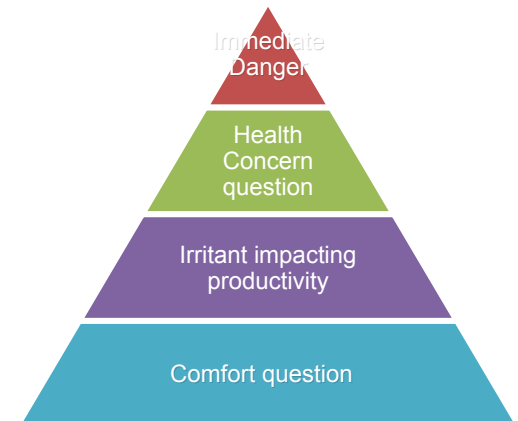 Immediate
Danger
Health
Concern
question
Irritant impacting
productivity
Comfort question